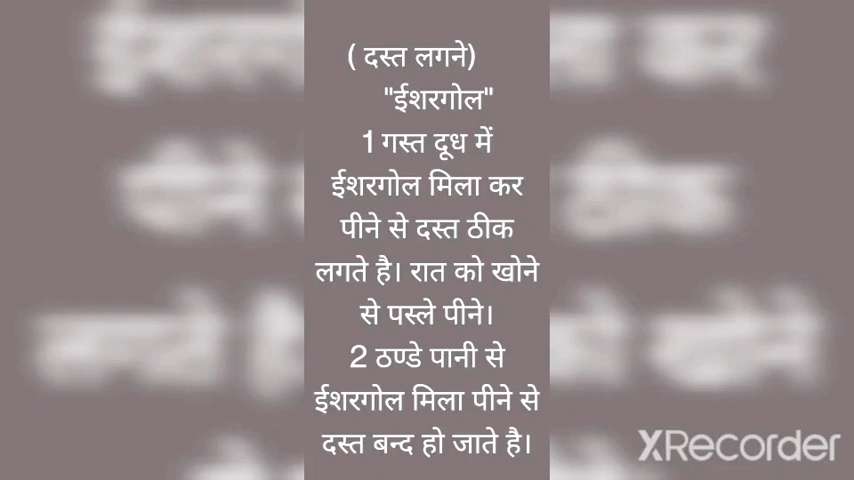 ( दस्त लगने)
"ईशरगोल"
1 गस्त दूध में
ईशरगोल मिला कर
पीने से दस्त ठीक
लगते है। रात को खोने
से पस्ले पीने।
2 ठण्डे पानी से
ईशरगोल मिला पीने से
दस्त बन्द हो जाते है।
XRecorder